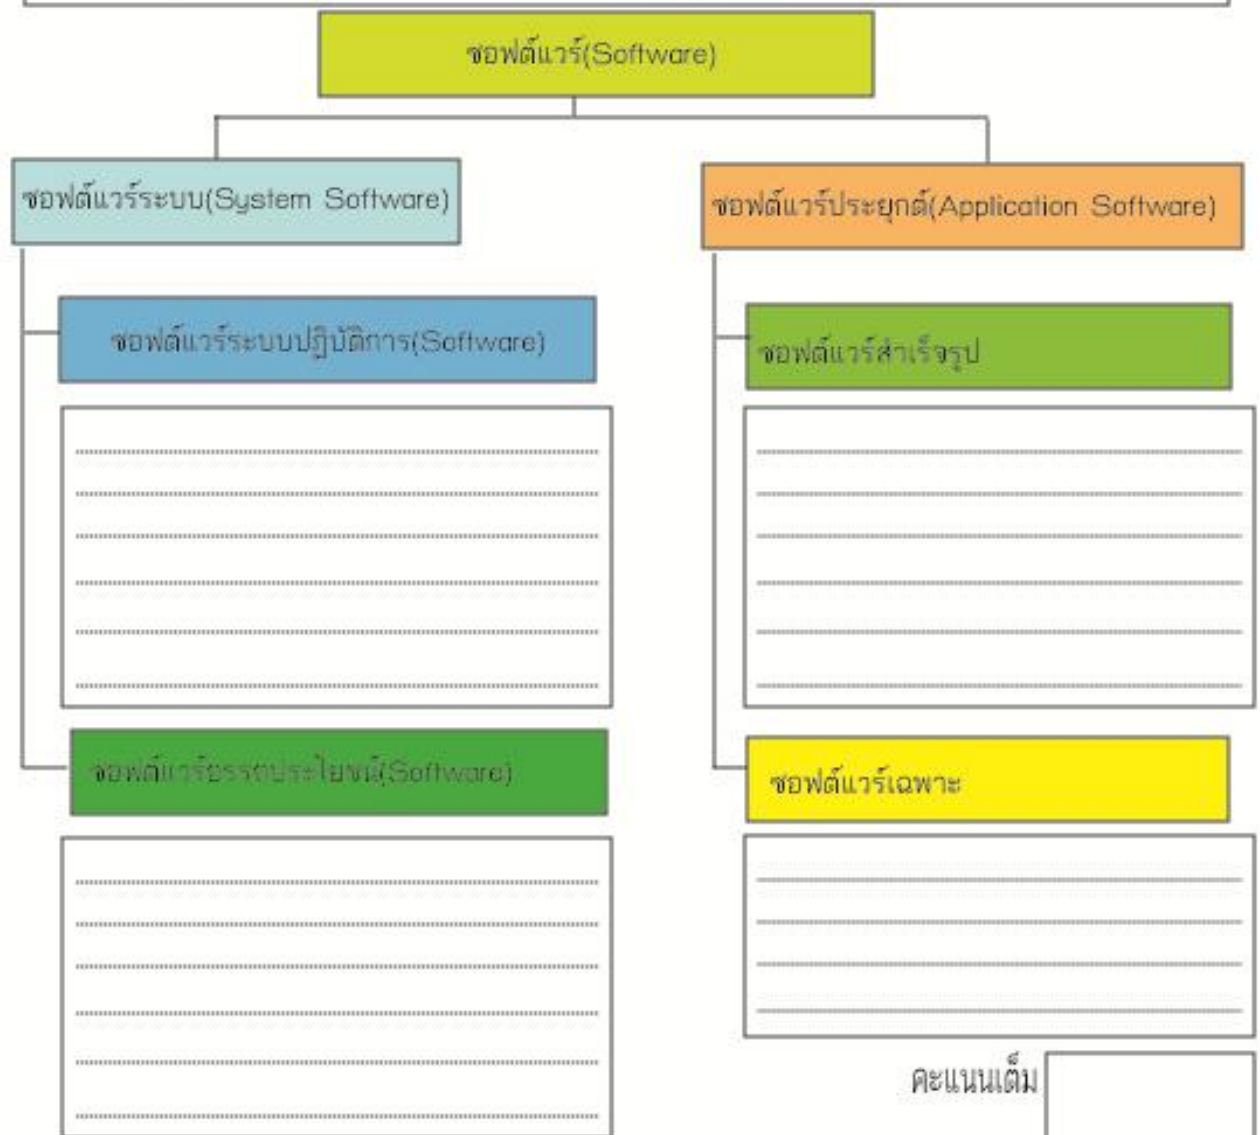 ซอฟต์แวร์(Software)
ซอฟต์แวร์ระบบ(System Software)
ซอฟต์แวร์ประยุกต์(Application Software)
ซอฟต์แวร์ระบบปฏิบัติการ(Software)
ซอฟต์แวร์สำเร็จรูป
ซอฟต์แวร์อรรถประโยชน์(Software)
ซอฟต์แวร์เฉพาะ
คะแนนเต็ม